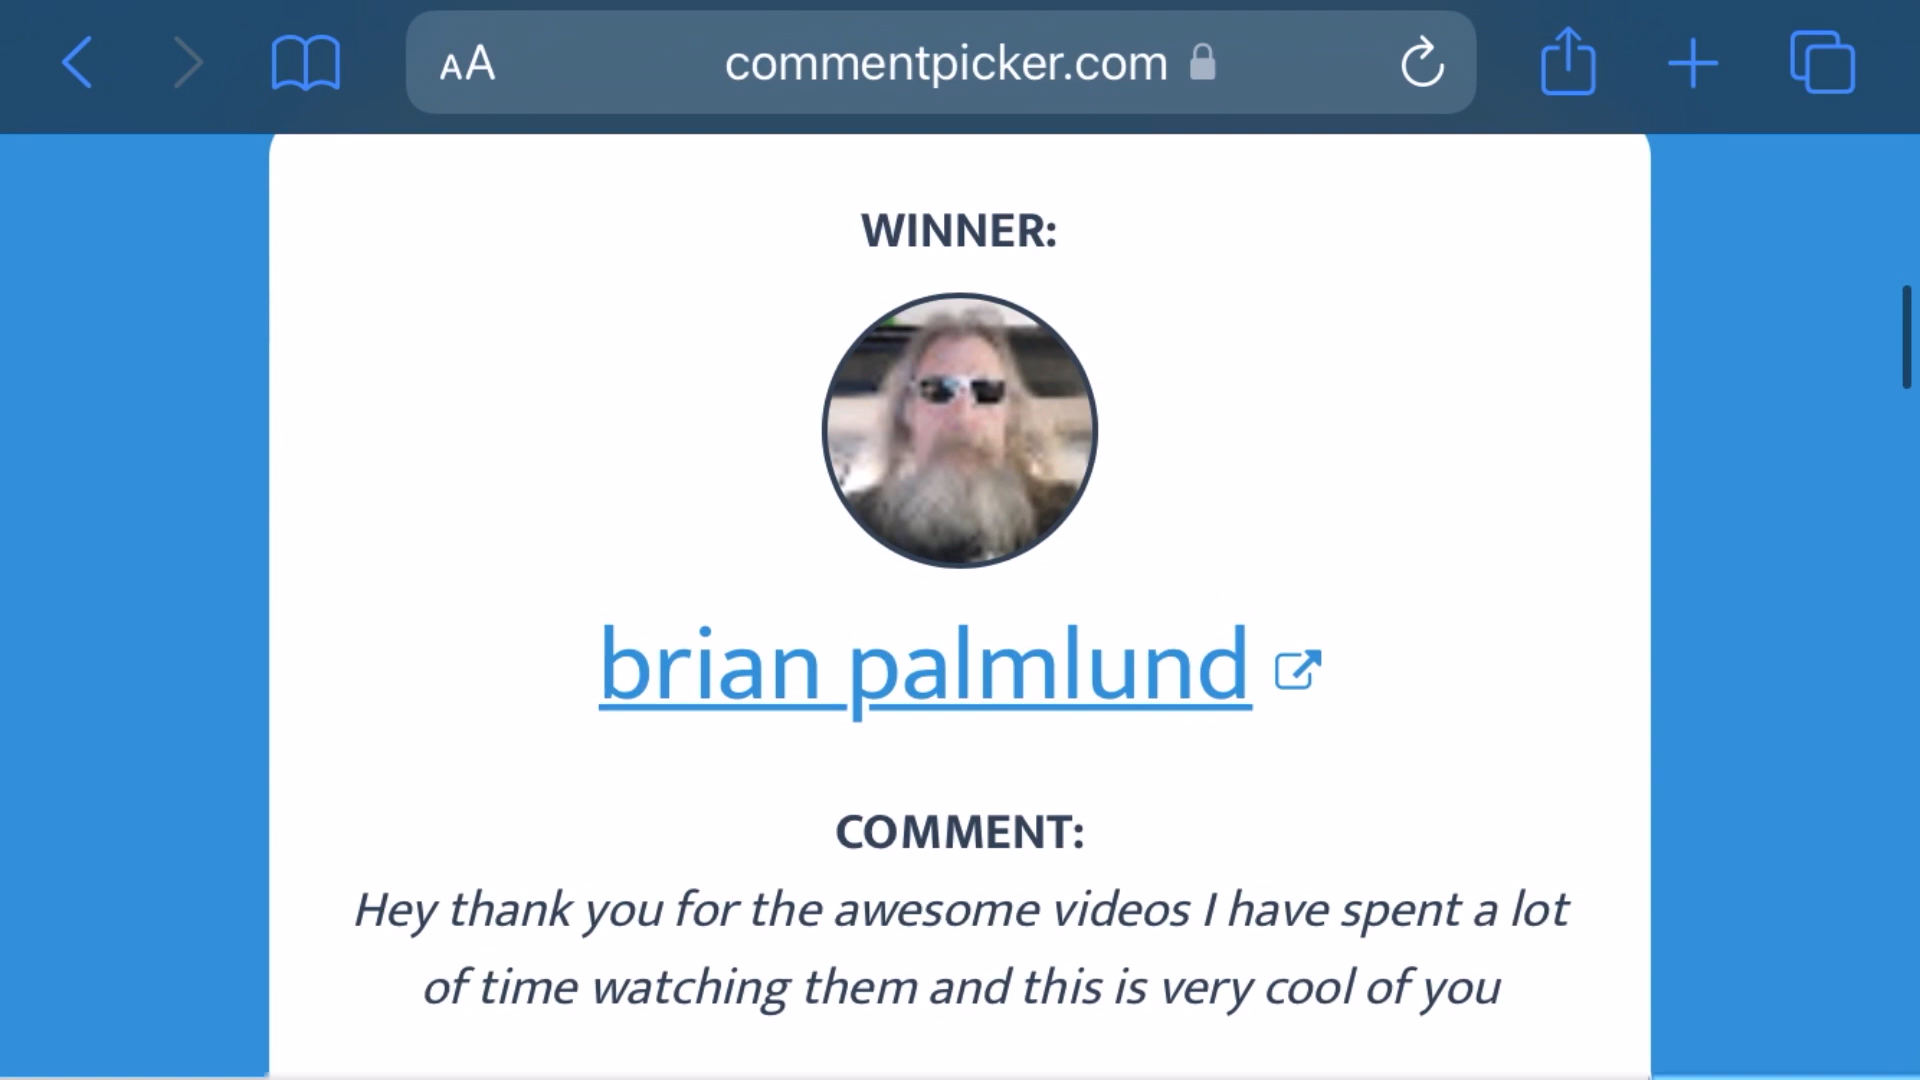 AA commentpicker.com
WINNER:
brian palmlund
COMMENT:
Hey thank you for the awesome videos I have spent a lot
of time watching them and this is very cool of you